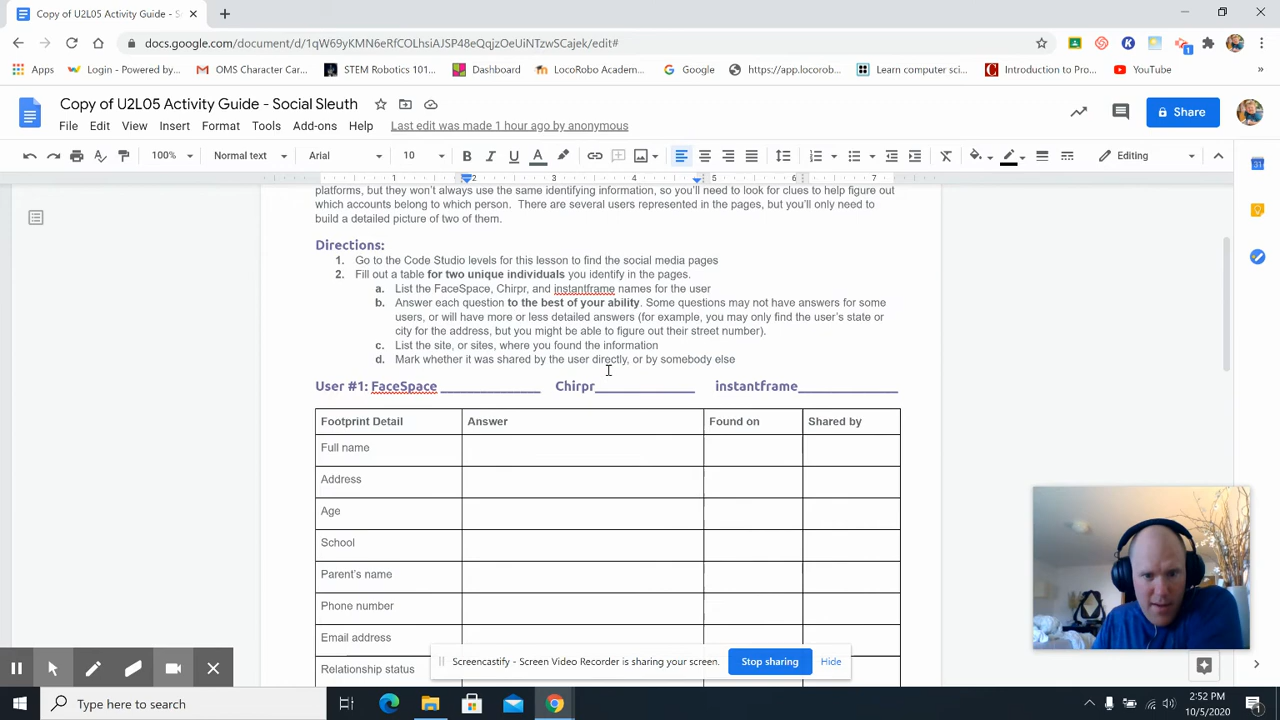 Copy of U2L05 Activity Guide - S
docs.google.com/document/d/1qW69yKMN6eRfCOLhsiAJSP48eQqjzOeUiNTzwSCajek/edit#
Apps
Login - Powered by...
OMS Character Car...
STEM Robotics 101...
Dashboard
LocoRobo Academ...
Google
https://app.locorob...
Learn computer sci...
Introduction to Pro...
YouTube
»
Copy of U2L05 Activity Guide - Social Sleuth
Share
File Edit View Insert Format Tools Add-ons Help Last edit was made 1 hour ago by anonymous
100% Normal text Arial 10 B I U A Editing
1 2 3 4 5 6 7
platforms, but they won't always use the same identifying information, so you'll need to look for clues to help figure out
which accounts belong to which person. There are several users represented in the pages, but you'll only need to
build a detailed picture of two of them.
Directions:
1. Go to the Code Studio levels for this lesson to find the social media pages
2. Fill out a table for two unique individuals you identify in the pages.
a. List the FaceSpace, Chirpr, and instantframe names for the user
b. Answer each question to the best of your ability. Some questions may not have answers for some
users, or will have more or less detailed answers (for example, you may only find the user's state or
city for the address, but you might be able to figure out their street number).
c. List the site, or sites, where you found the information
d. Mark whether it was shared by the user directly, or by somebody else
User #1: FaceSpace ______________ Chirpr______________ instantframe______________
Footprint Detail Answer Found on Shared by
Full name
Address
Age
School
Parent's name
Phone number
Email address
Relationship status
Screencastify - Screen Video Recorder is sharing your screen. Stop sharing Hide
Type here to search
2:52 PM
10/5/2020